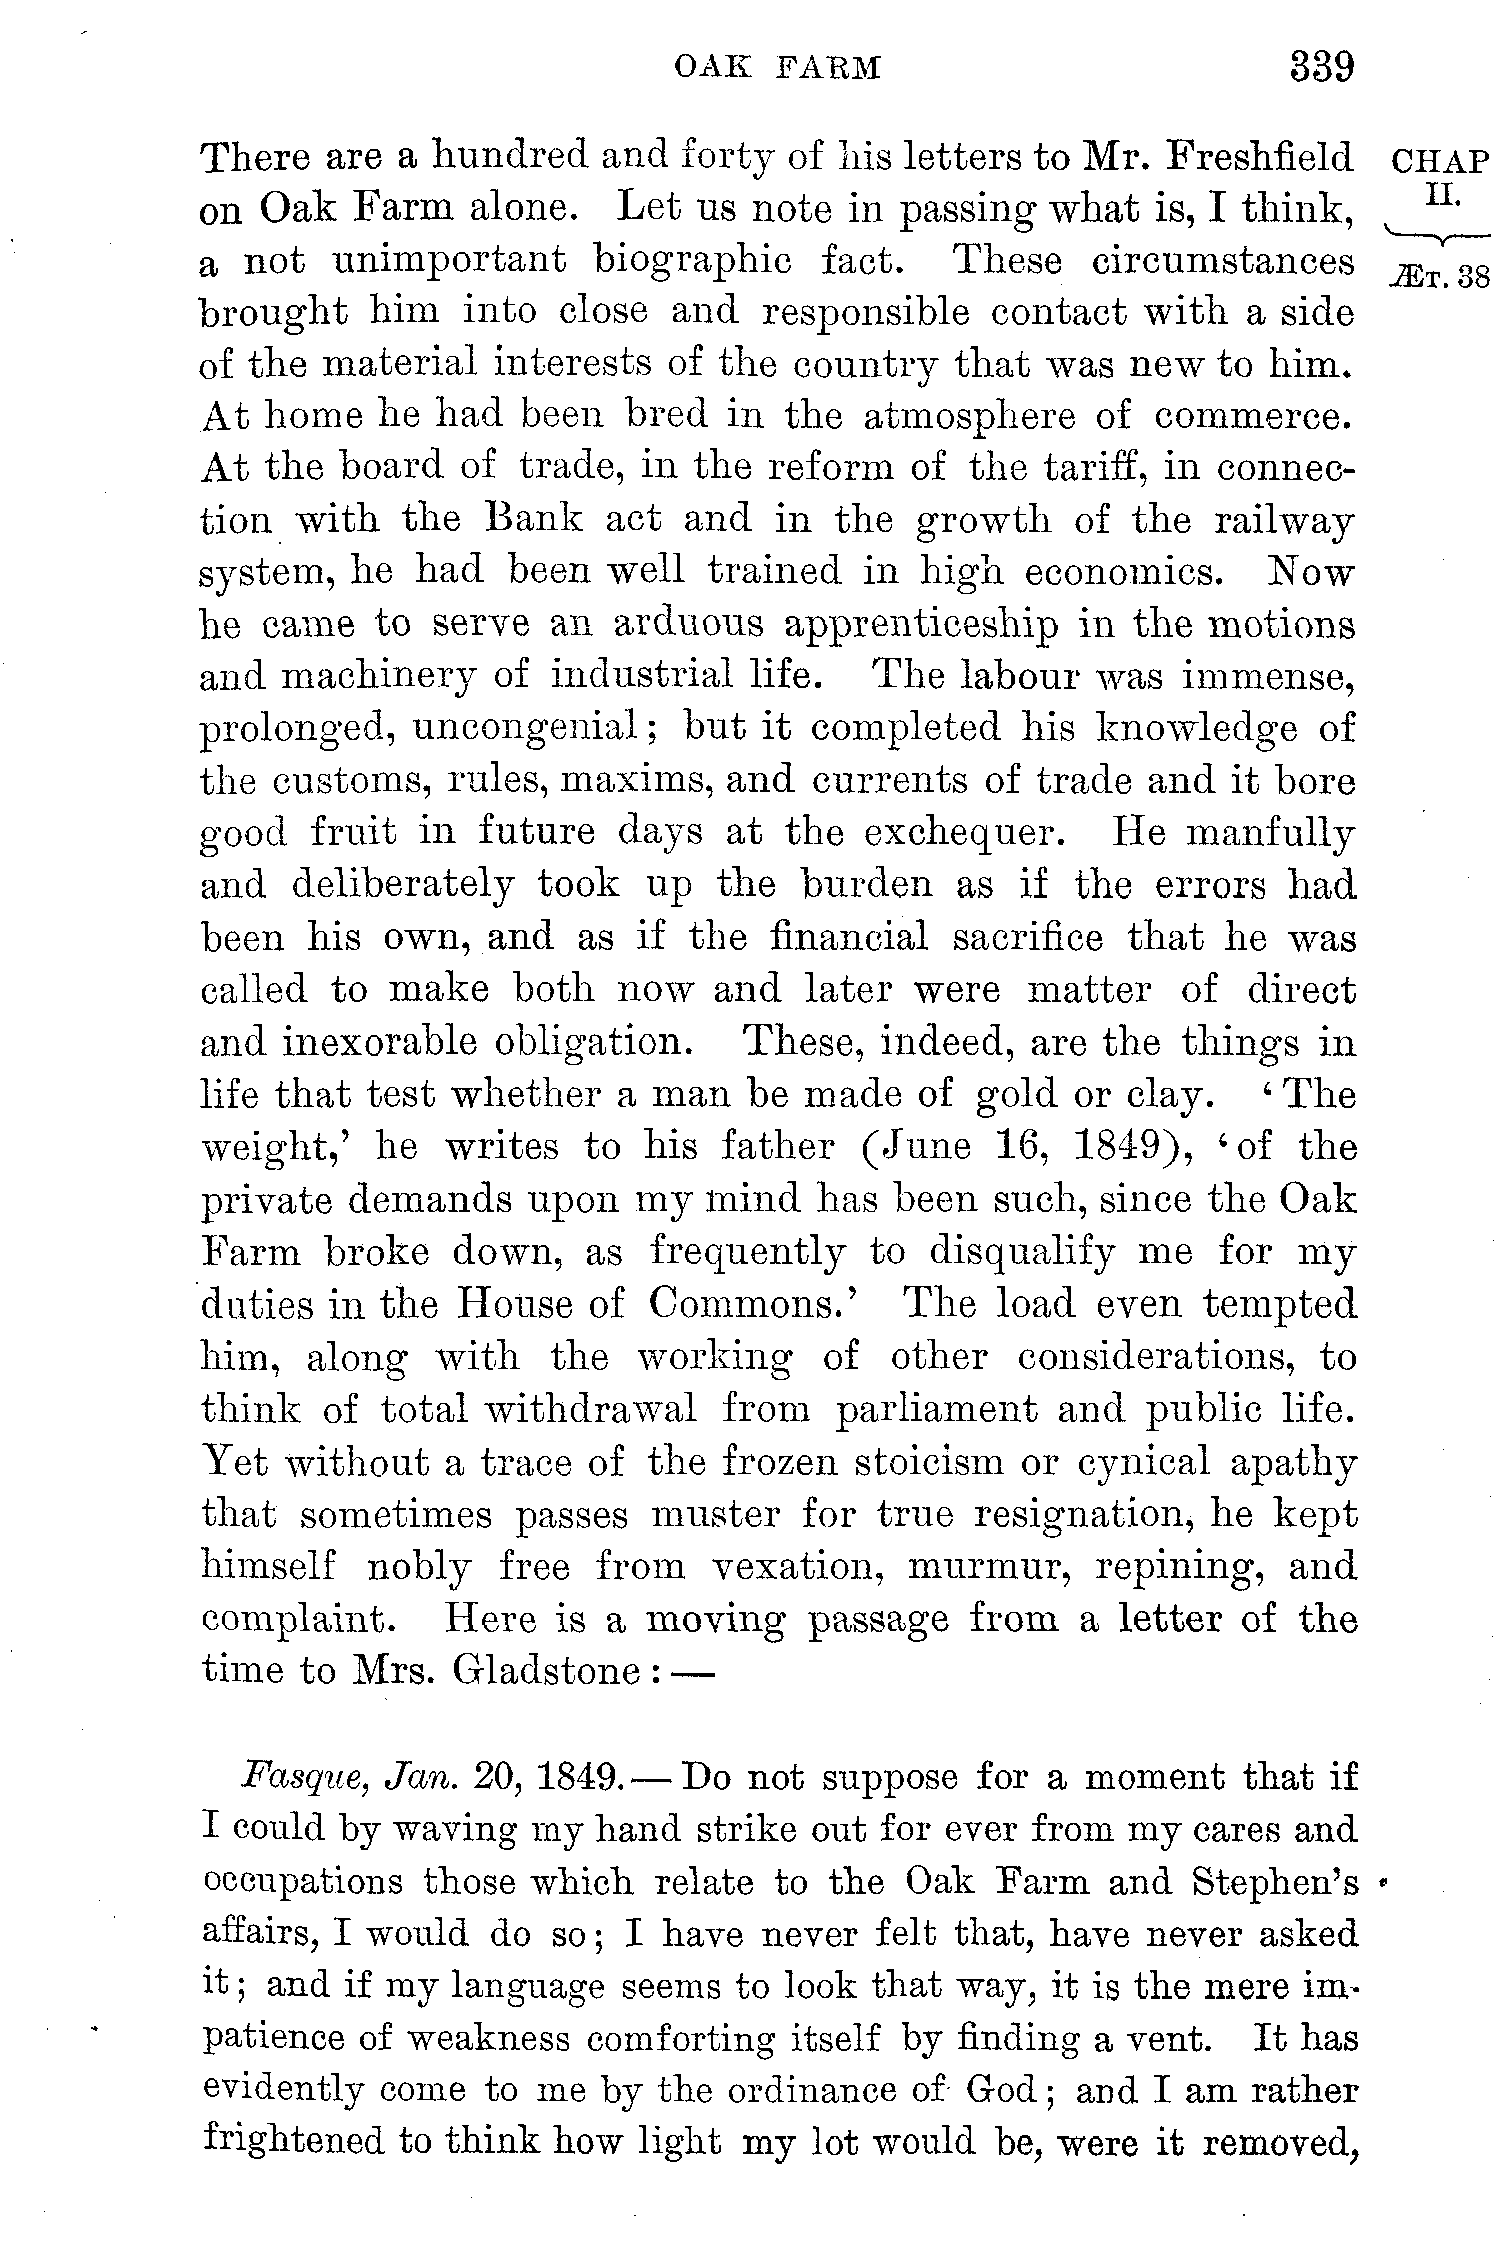 OAK FARM 339
There are a hundred and forty of his letters to Mr. Freshfield
on Oak Farm alone. Let us note in passing what is, I think,
a not unimportant biographic fact. These circumstances
brought him into close and responsible contact with a side
of the material interests of the country that was new to him.
At home he had been bred in the atmosphere of commerce.
At the board of trade, in the reform of the tariff, in connec-
tion with the Bank act and in the growth of the railway
system, he had been well trained in high economics. Now
he came to serve an arduous apprenticeship in the motions
and machinery of industrial life. The labour was immense,
prolonged, uncongenial; but it completed his knowledge of
the customs, rules, maxims, and currents of trade and it bore
good fruit in future days at the exchequer. He manfully
and deliberately took up the burden as if the errors had
been his own, and as if the financial sacrifice that he was
called to make both now and later were matter of direct
and inexorable obligation. These, indeed, are the things in
life that test whether a man be made of gold or clay. ‘The
weight,’ he writes to his father (June 16, 1849), ‘of the
private demands upon my mind has been such, since the Oak
Farm broke down, as frequently to disqualify me for my
duties in the House of Commons.’ The load even tempted
him, along with the working of other considerations, to
think of total withdrawal from parliament and public life.
Yet without a trace of the frozen stoicism or cynical apathy
that sometimes passes muster for true resignation, he kept
himself nobly free from vexation, murmur, repining, and
complaint. Here is a moving passage from a letter of the
time to Mrs. Gladstone:—
Fasque, Jan. 20, 1849.— Do not suppose for a moment that if
I could by waving my hand strike out for ever from my cares and
occupations those which relate to the Oak Farm and Stephen’s
affairs, I would do so; I have never felt that, have never asked
it; and if my language seems to look that way, it is the mere im-
patience of weakness comforting itself by finding a vent. It has
evidently come to me by the ordinance of God; and I am rather
frightened to think how light my lot would be, were it removed,
CHAP
II.
ÆT. 38